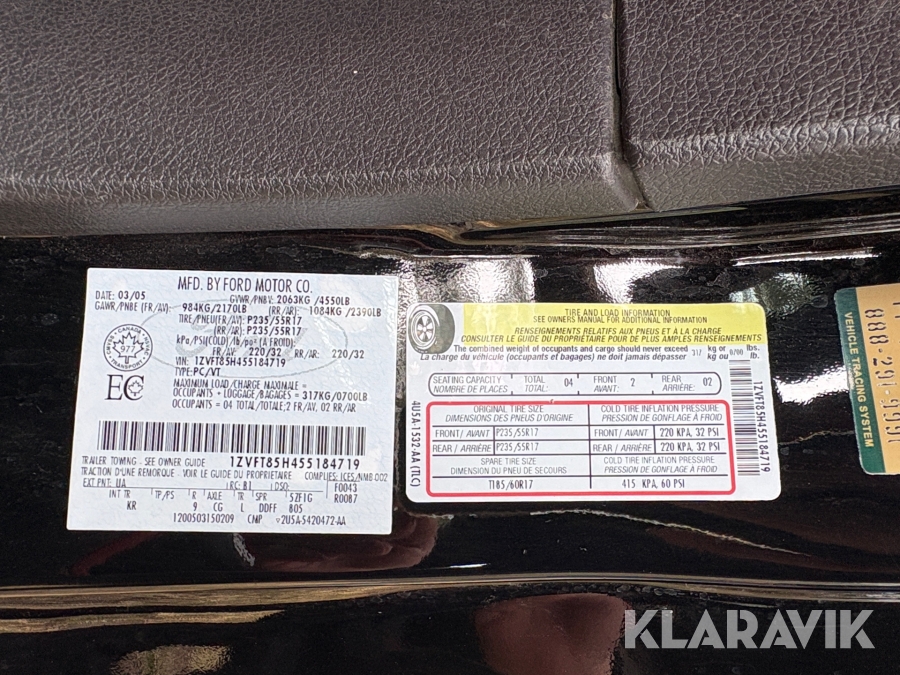 MFD. BY FORD MOTOR CO.
DATE: 03/05 GVWR/PNBV: 2063KG /4550LB
GAWR/PNBE (FR/AV): 984KG/2170LB (RR/AR): 1084KG /2390LB
TIRE/PNEU(FR/AV): P235/55R17
(RR/AR): P235/55R17
kPa/PSI(COLD)/lb/po² (A FROID):
FR/AV: 220/32 RR/AR: 220/32
VIN: 1ZVFT85H455184719
TYPE:PC/VT
MAXIMUM LOAD/CHARGE MAXIMALE =
OCCUPANTS + LUGGAGE/BAGAGES = 317KG/0700LB
OCCUPANTS = 04 TOTAL/TOTALE;2 FR/AV, 02 RR/AR
EC
1ZVFT85H455184719
TRAILER TOWING - SEE OWNER GUIDE
TRACTION D'UNE REMORQUE - VOIR GUIDE DU PROPRIETAIRE COMPLIES: ICES/NMB-002
EXT PNT: UA RC: 81 DSO: F0043
INT TR TP/PS R AXLE TR SPR 5ZF1G R0087
KR 9 CG L DDFF 805
1200503150209 CMP v2U5A-5420472-AA
TIRE AND LOAD INFORMATION
SEE OWNERS MANUAL FOR ADDITIONAL INFORMATION
RENSEIGNEMENTS RELATIFS AUX PNEUS ET À LA CHARGE
CONSULTER LE GUIDE DU PROPRIÉTAIRE POUR DE PLUS AMPLES RENSEIGNEMENTS
The combined weight of occupants and cargo should never exceed
La charge du véhicule (occupants et bagages) ne doit jamais dépasser 317 kg or ou 0700 lbs. lb.
SEATING CAPACITY NOMBRE DE PLACES TOTAL: TOTAL: 04 FRONT: AVANT: 2 REAR ARRIÈRE: 02
ORIGINAL TIRE SIZE COLD TIRE INFLATION PRESSURE
DIMENSIONS DES PNEUS D'ORIGINE PRESSION DE GONFLAGE À FROID
FRONT/ AVANT P235/55R17 FRONT / AVANT 220 KPA, 32 PSI
REAR / ARRIÈRE P235/55R17 REAR / ARRIÈRE 220 KPA, 32 PSI
SPARE TIRE SIZE COLD TIRE INFLATION PRESSURE
DIMENSION DU PNEU DE SECOURS PRESSION DE GONFLAGE À FROID
T185/60R17 415 KPA, 60 PSI
4U5A-1532-AA (TLC)
1ZVFT85H455184719
VEHICLE TRACING SYSTEM
KLARAVIK